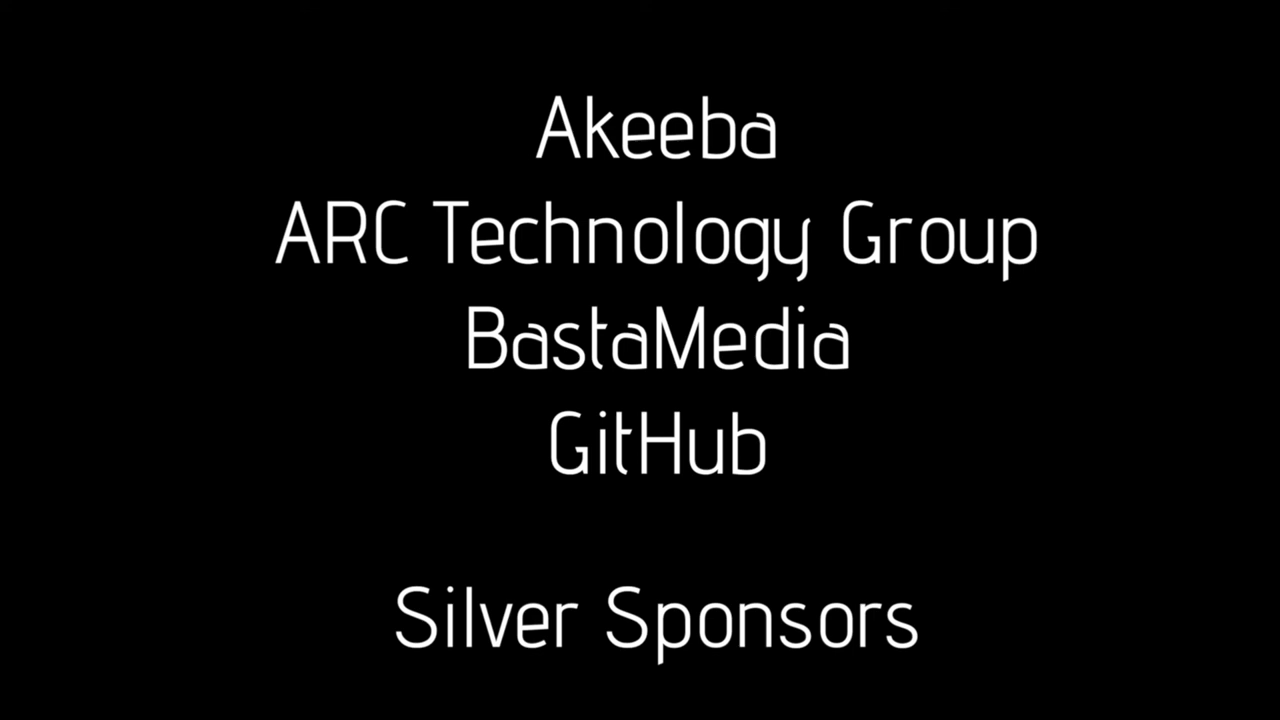 Akeeba
ARC Technology Group
BastaMedia
GitHub
Silver Sponsors